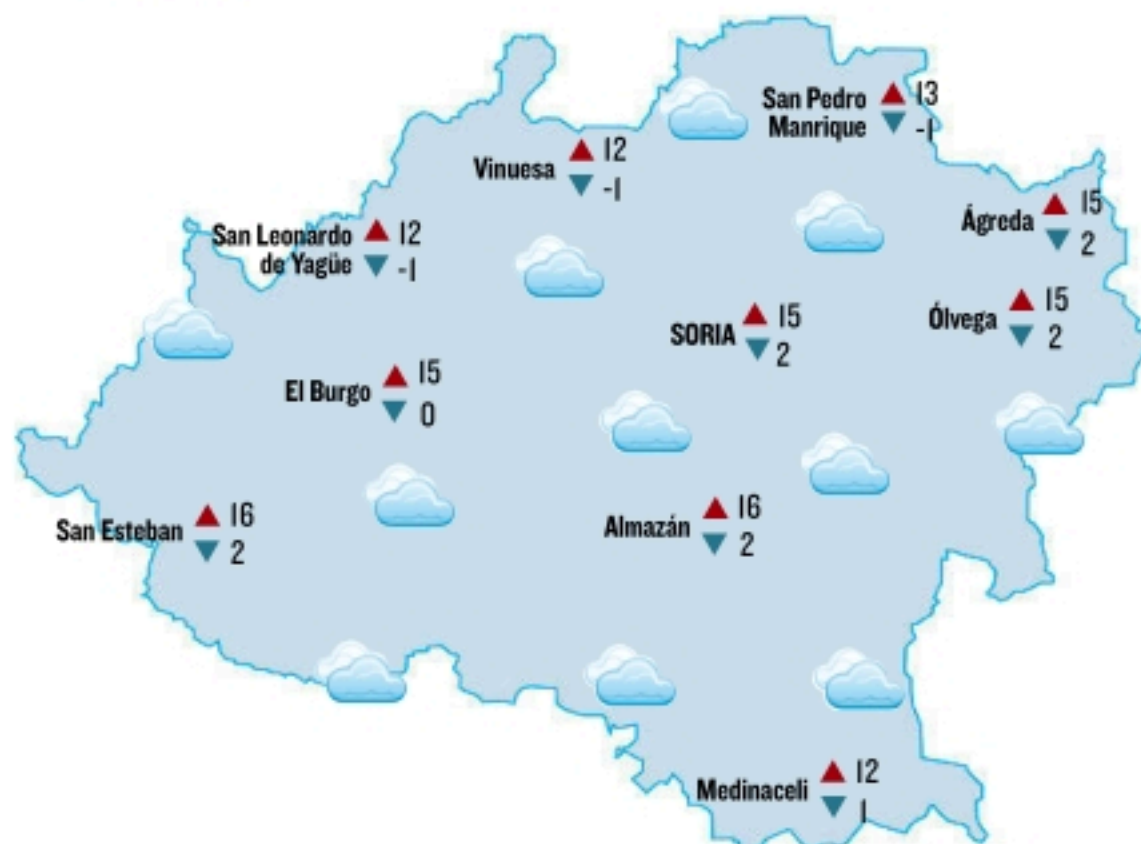 San Pedro 13
Manrique -1
Vinuesa 12
-1
Ágreda 15
2
San Leonardo 12
de Yagüe -1
SORIA 15
2
Ólvega 15
2
El Burgo 15
0
San Esteban 16
2
Almazán 16
2
Medinaceli 12
1